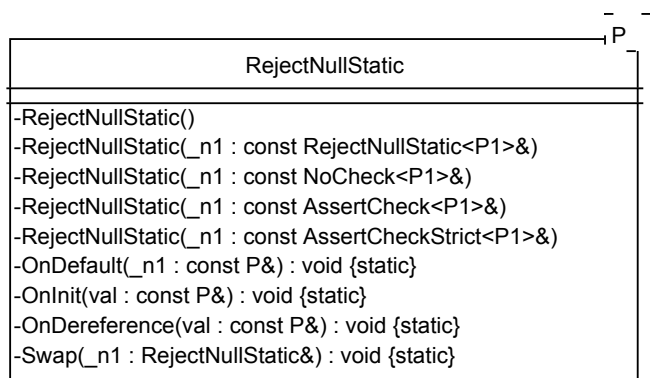 P
RejectNullStatic
-RejectNullStatic()
-RejectNullStatic(_n1 : const RejectNullStatic<P1>&)
-RejectNullStatic(_n1 : const NoCheck<P1>&)
-RejectNullStatic(_n1 : const AssertCheck<P1>&)
-RejectNullStatic(_n1 : const AssertCheckStrict<P1>&)
-OnDefault(_n1 : const P&) : void {static}
-OnInit(val : const P&) : void {static}
-OnDereference(val : const P&) : void {static}
-Swap(_n1 : RejectNullStatic&) : void {static}